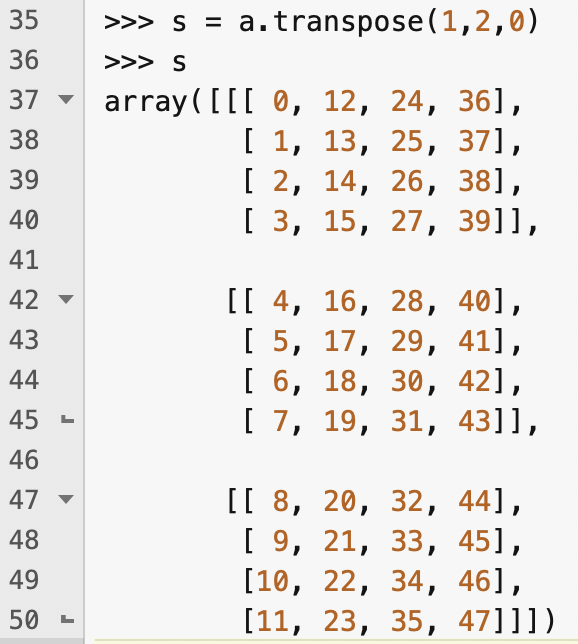 35 >>> s = a.transpose(1,2,0)
36 >>> s
37 array([[[ 0, 12, 24, 36],
38         [ 1, 13, 25, 37],
39         [ 2, 14, 26, 38],
40         [ 3, 15, 27, 39]],
41
42        [[ 4, 16, 28, 40],
43         [ 5, 17, 29, 41],
44         [ 6, 18, 30, 42],
45         [ 7, 19, 31, 43]],
46
47        [[ 8, 20, 32, 44],
48         [ 9, 21, 33, 45],
49         [10, 22, 34, 46],
50         [11, 23, 35, 47]]])